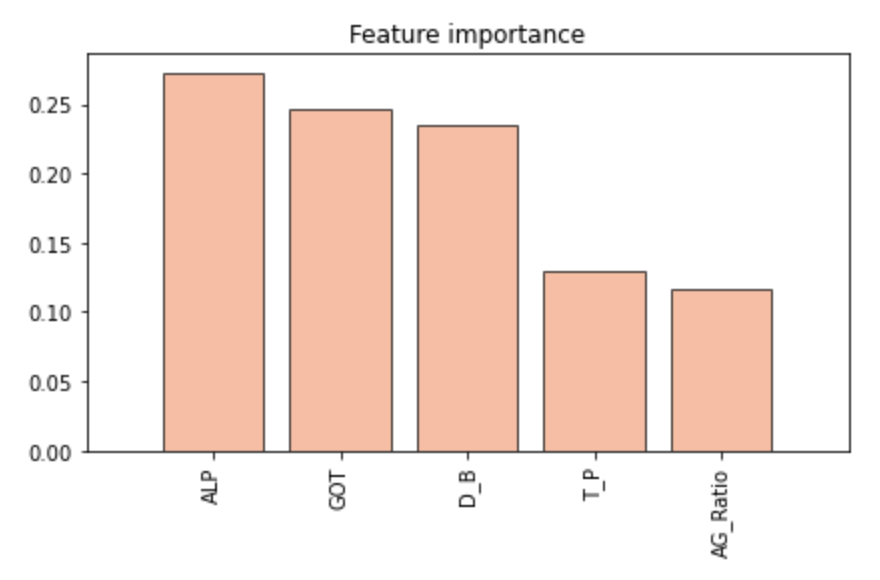 Feature importance
0.25
0.20
0.15
0.10
0.05
0.00
ALP
GOT
D_B
T_P
AG_Ratio